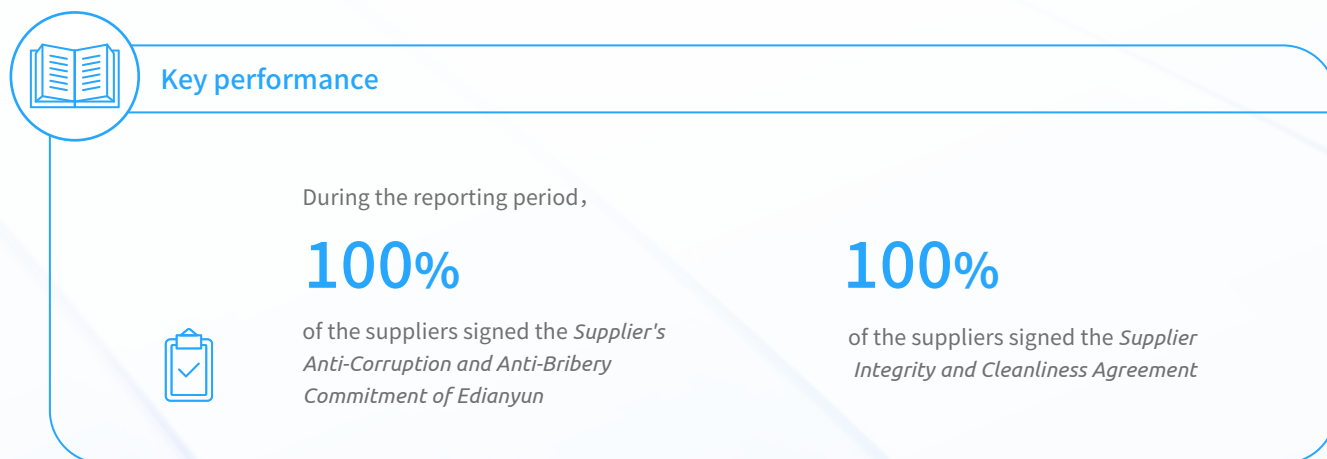 Key performance
During the reporting period，
100%
of the suppliers signed the Supplier's
Anti-Corruption and Anti-Bribery
Commitment of Edianyun
100%
of the suppliers signed the Supplier
Integrity and Cleanliness Agreement